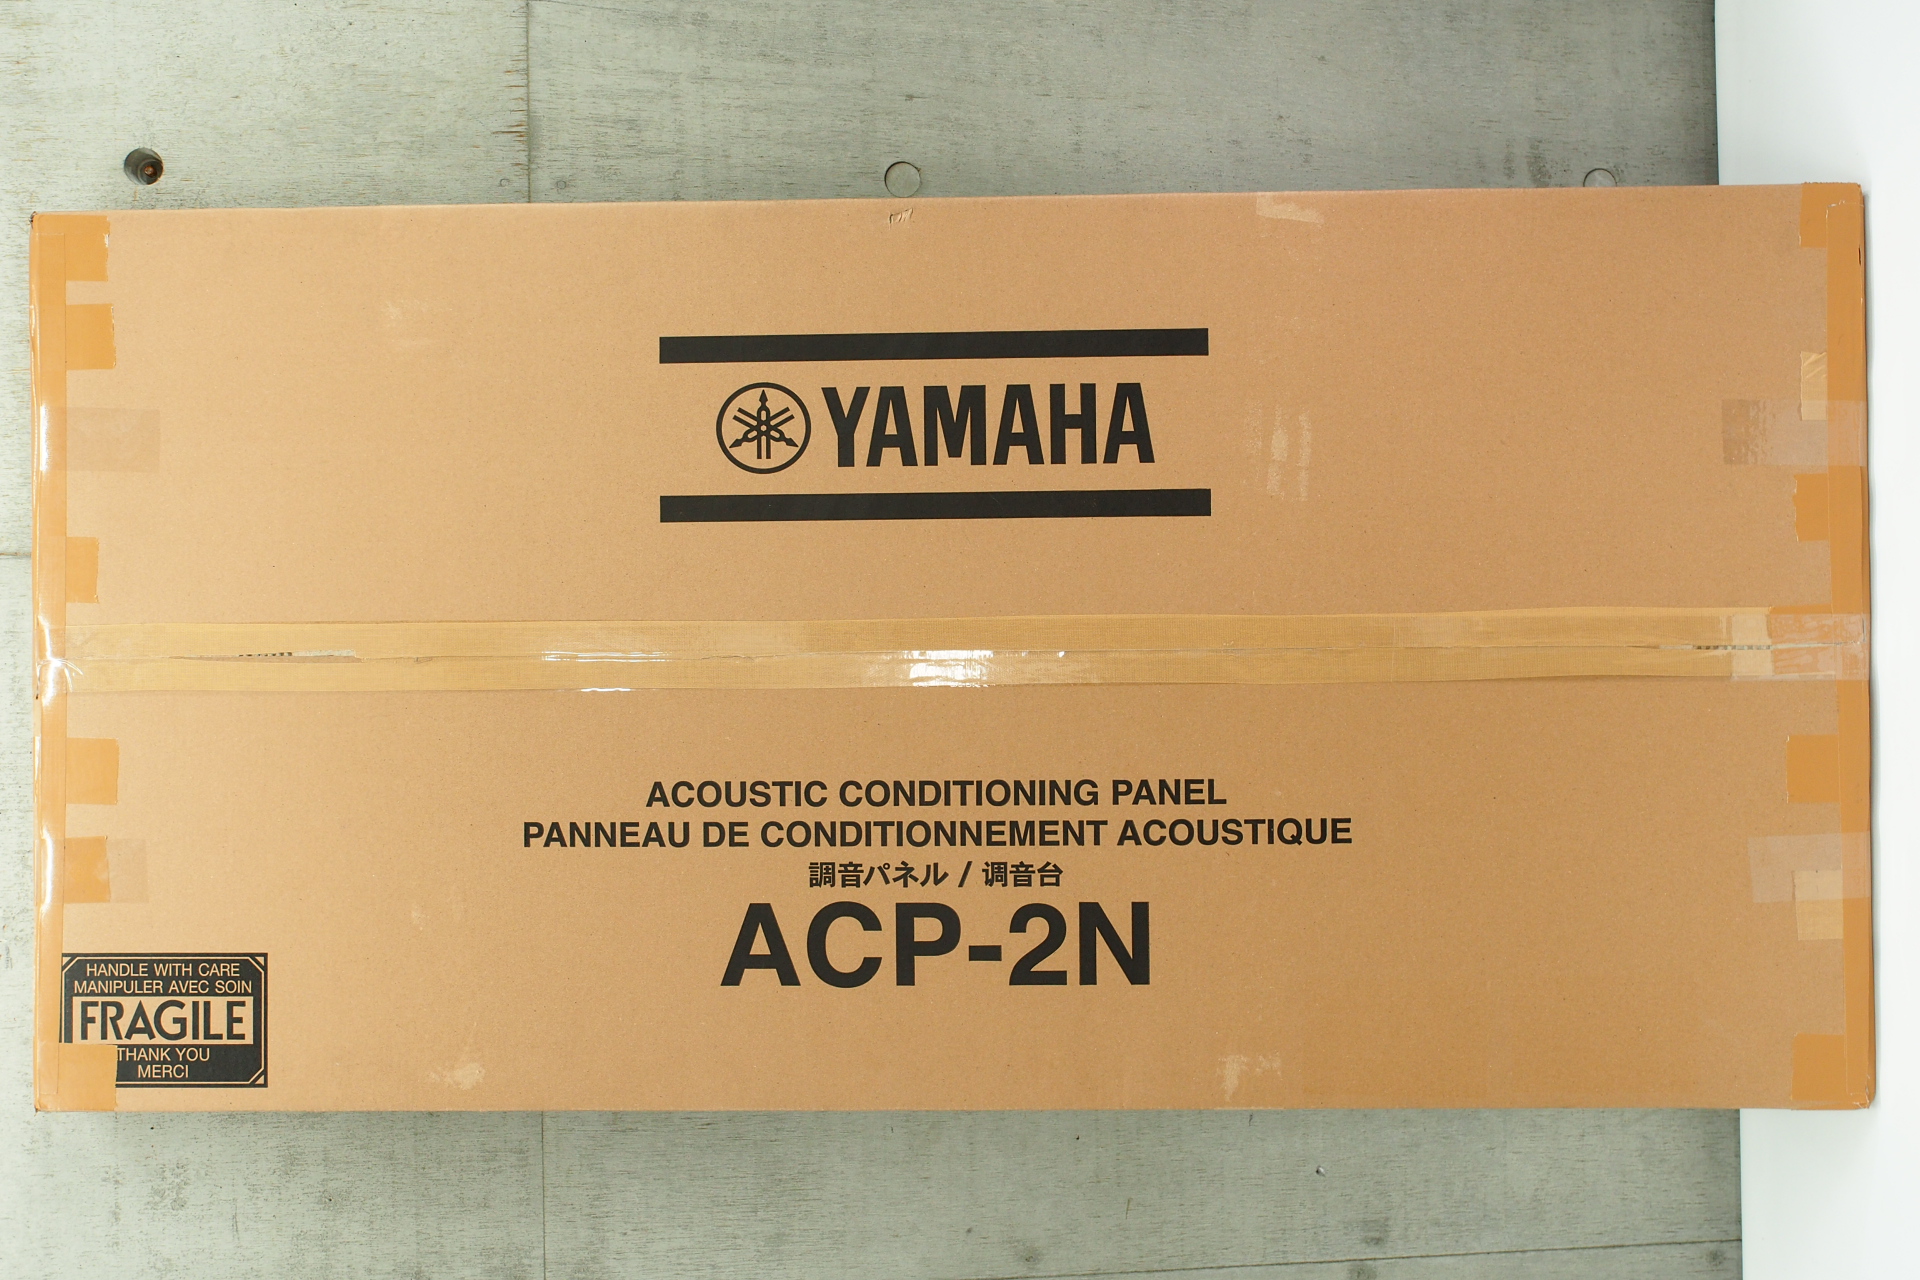 YAMAHA
ACOUSTIC CONDITIONING PANEL
PANNEAU DE CONDITIONNEMENT ACOUSTIQUE
調音パネル / 调音台
ACP-2N
HANDLE WITH CARE
MANIPULER AVEC SOIN
FRAGILE
THANK YOU
MERCI